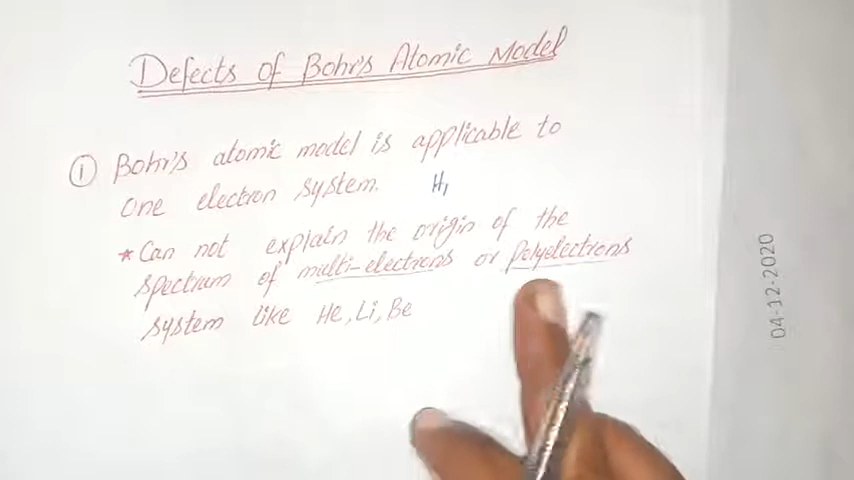 Defects of Bohr's Atomic Model
① Bohr's atomic model is applicable to
one electron system. H,
* Can not explain the origin of the
spectrum of multi-electrons or polyelectrons
system like He, Li, Be
04-12-2020